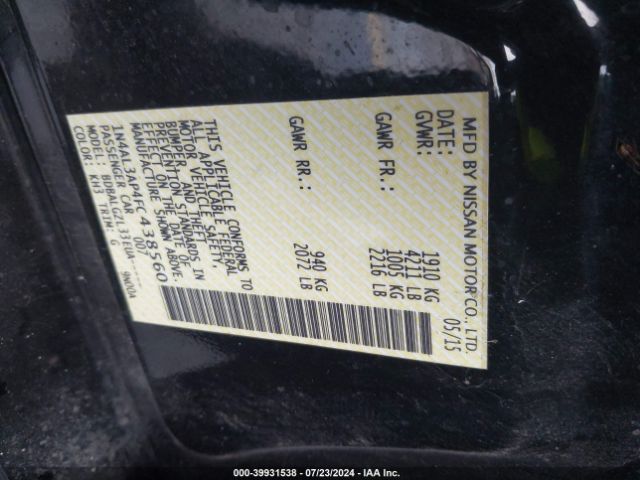 MFD BY NISSAN MOTOR CO., LTD.
DATE: 05/15
GVWR: 1910 KG
4211 LB
GAWR FR.: 1005 KG
2216 LB
GAWR RR.: 940 KG
2072 LB
THIS VEHICLE CONFORMS TO
ALL APPLICABLE FEDERAL
MOTOR VEHICLE SAFETY,
BUMPER AND THEFT
PREVENTION STANDARDS IN
EFFECT ON THE DATE OF
MANUFACTURE SHOWN ABOVE.
1N4AL3AP4FC438560
PASSENGER CAR 007
MODEL: BDBALGZL33EUA----- 9N00A
COLOR: KH3 TRIM: G
000-39931538 - 07/23/2024 - IAA Inc.